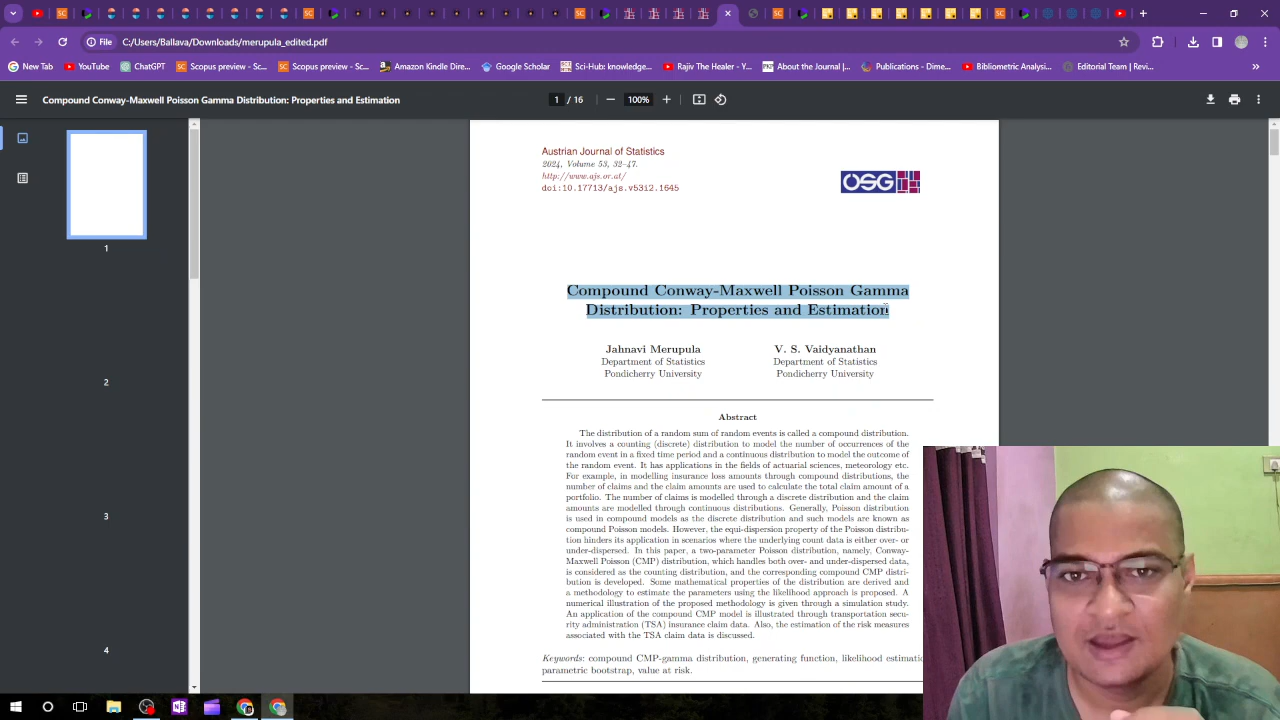 File
C:/Users/Ballava/Downloads/merupula_edited.pdf
New Tab
YouTube
ChatGPT
Scopus preview - Sc...
Scopus preview - Sc...
Amazon Kindle Dire...
Google Scholar
Sci-Hub: knowledge...
Rajiv The Healer - Y...
About the Journal |...
Publications - Dime...
Bibliometric Analysi...
Editorial Team | Revi...
Compound Conway-Maxwell Poisson Gamma Distribution: Properties and Estimation
1 / 16
100%
1
2
3
4
Austrian Journal of Statistics
2024, Volume 53, 32–47.
http://www.ajs.or.at/
doi:10.17713/ajs.v53i2.1645
OSG
Compound Conway-Maxwell Poisson Gamma
Distribution: Properties and Estimation
Jahnavi Merupula
Department of Statistics
Pondicherry University
V. S. Vaidyanathan
Department of Statistics
Pondicherry University
Abstract
The distribution of a random sum of random events is called a compound distribution.
It involves a counting (discrete) distribution to model the number of occurrences of the
random event in a fixed time period and a continuous distribution to model the outcome of
the random event. It has applications in the fields of actuarial sciences, meteorology etc.
For example, in modelling insurance loss amounts through compound distributions, the
number of claims and the claim amounts are used to calculate the total claim amount of a
portfolio. The number of claims is modelled through a discrete distribution and the claim
amounts are modelled through continuous distributions. Generally, Poisson distribution
is used in compound models as the discrete distribution and such models are known as
compound Poisson models. However, the equi-dispersion property of the Poisson distribu-
tion hinders its application in scenarios where the underlying count data is either over- or
under-dispersed. In this paper, a two-parameter Poisson distribution, namely, Conway-
Maxwell Poisson (CMP) distribution, which handles both over- and under-dispersed data,
is considered as the counting distribution, and the corresponding compound CMP distri-
bution is developed. Some mathematical properties of the distribution are derived and
a methodology to estimate the parameters using the likelihood approach is proposed. A
numerical illustration of the proposed methodology is given through a simulation study.
An application of the compound CMP model is illustrated through transportation secu-
rity administration (TSA) insurance claim data. Also, the estimation of the risk measures
associated with the TSA claim data is discussed.
Keywords: compound CMP-gamma distribution, generating function, likelihood estimatio
parametric bootstrap, value at risk.